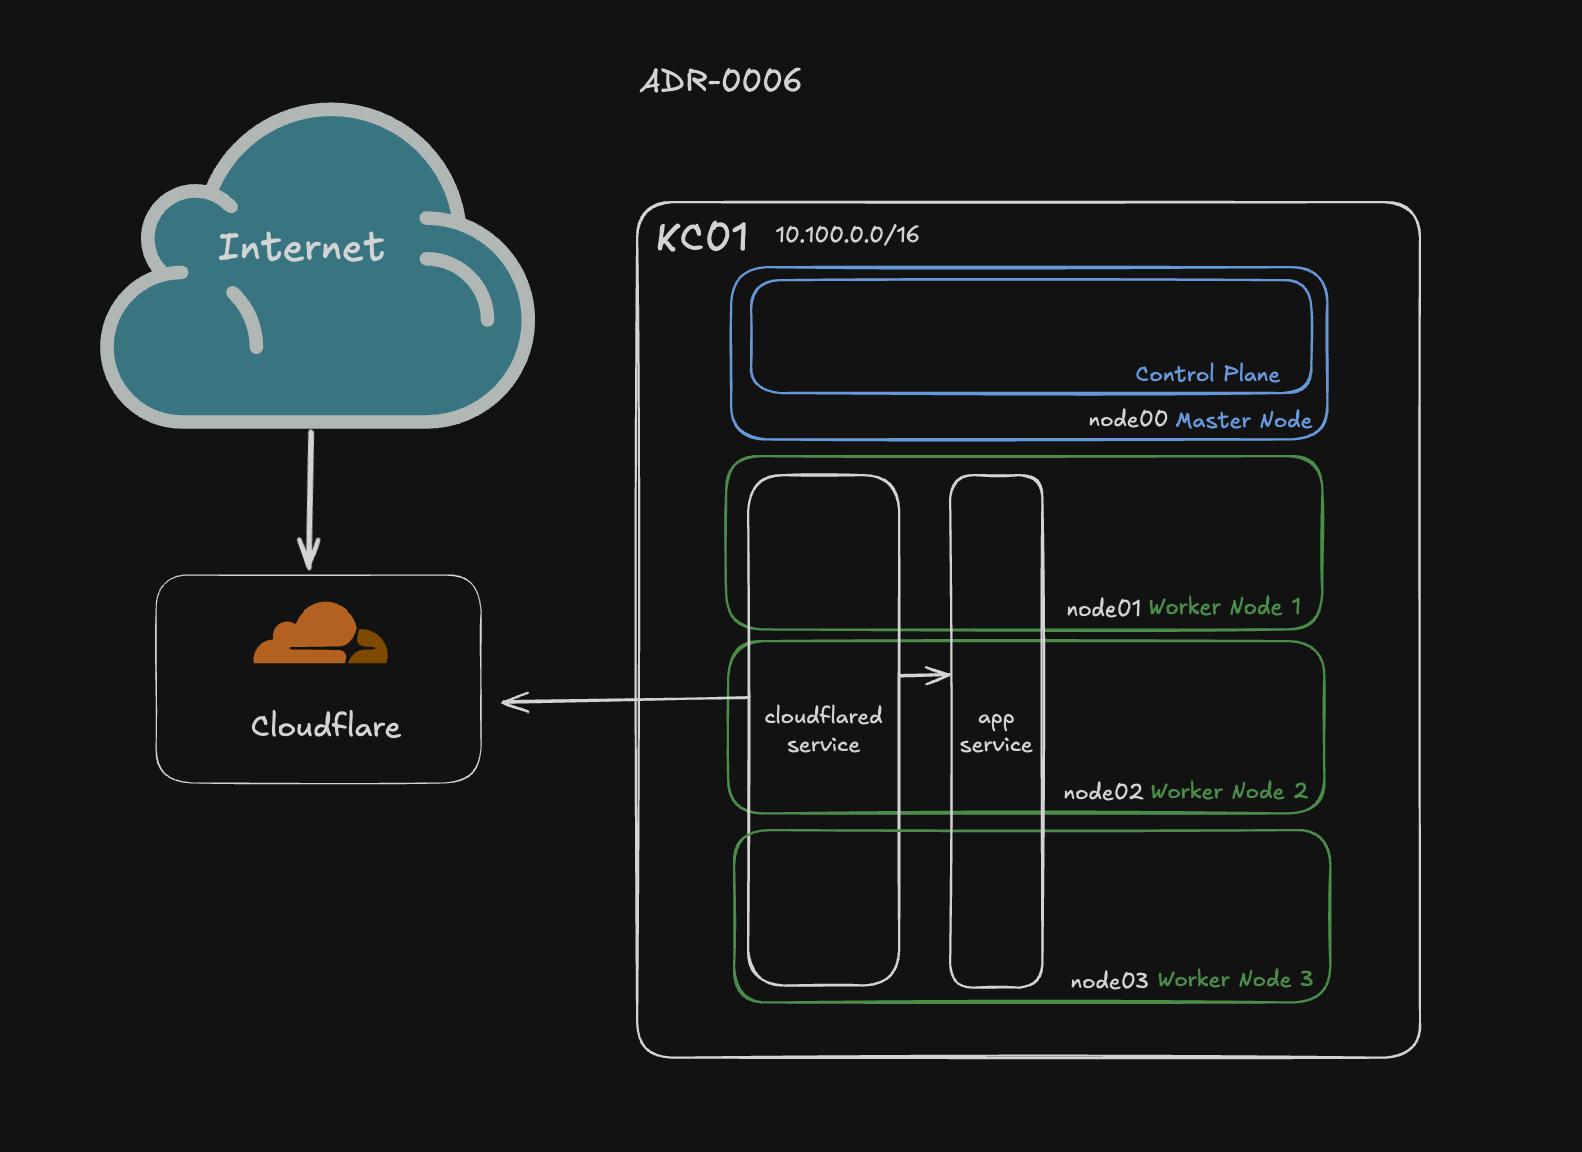 ADR-0006
Internet
KC01 10.100.0.0/16
Control Plane
node00 Master Node
node01 Worker Node 1
Cloudflare
cloudflared
service
app
service
node02 Worker Node 2
node03 Worker Node 3